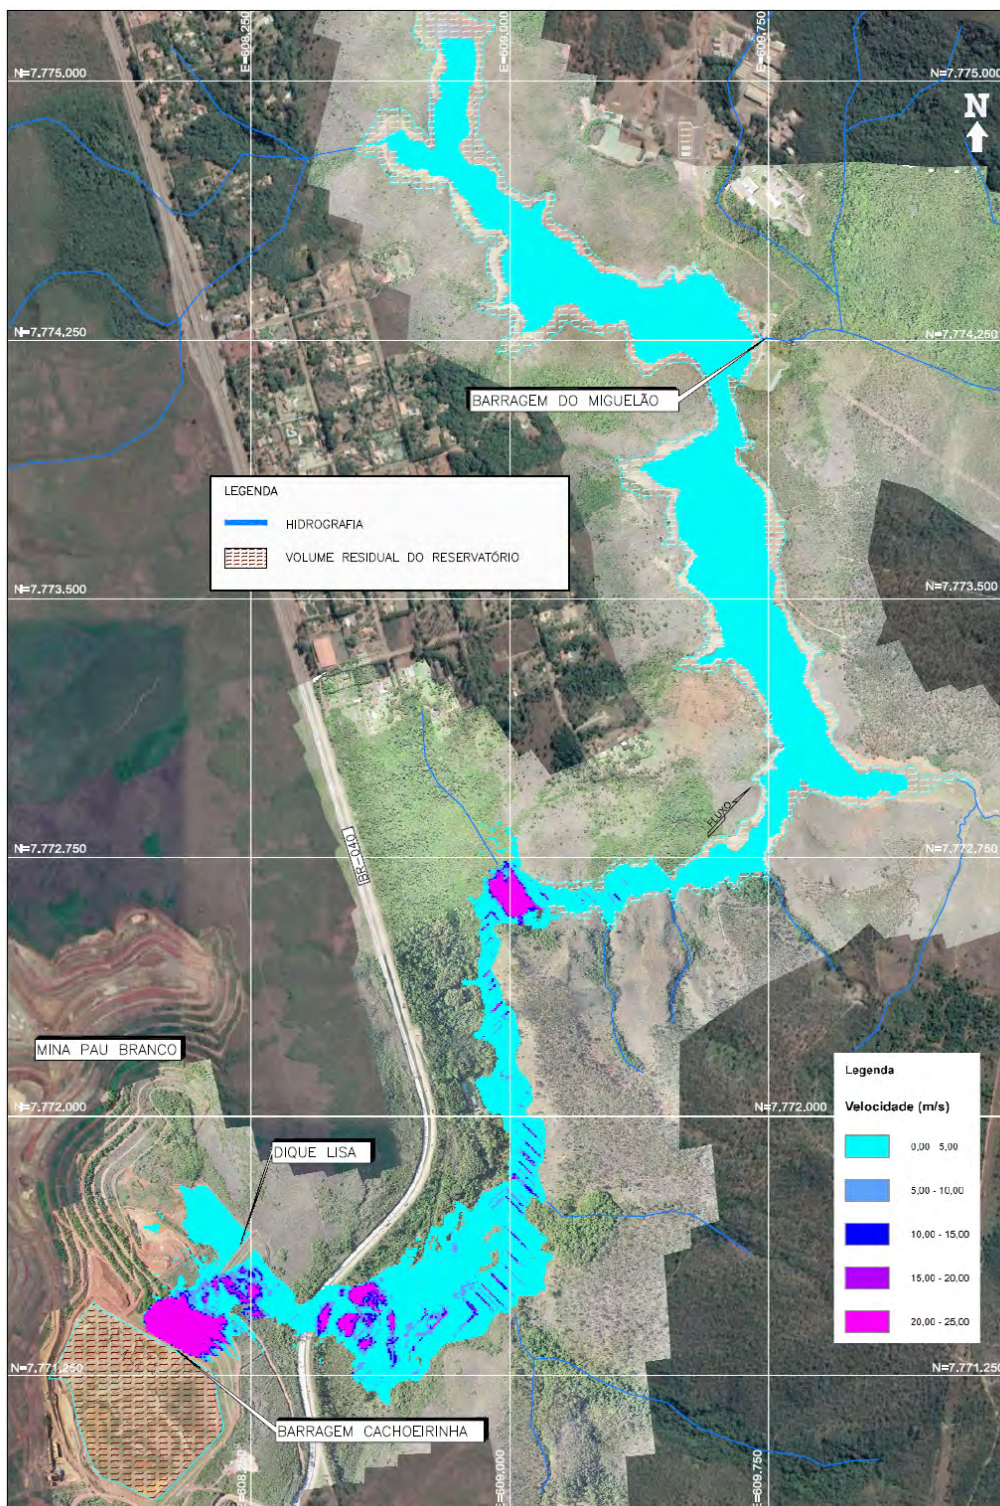 E=608.250
E=609.000
E=609.750
N=7.775.000
N=7.775.000
N
N=7.774.250
N=7.774.250
BARRAGEM DO MIGUELÃO
LEGENDA
HIDROGRAFIA
VOLUME RESIDUAL DO RESERVATÓRIO
N=7.773.500
N=7.773.500
FLUXO
BR-040
N=7.772.750
N=7.772.750
MINA PAU BRANCO
N=7.772.000
N=7.772.000
DIQUE LISA
Legenda
Velocidade (m/s)
0,00 - 5,00
5,00 - 10,00
10,00 - 15,00
15,00 - 20,00
20,00 - 25,00
N=7.771.250
N=7.771.250
BARRAGEM CACHOEIRINHA
E=608.250
E=609.000
E=609.750